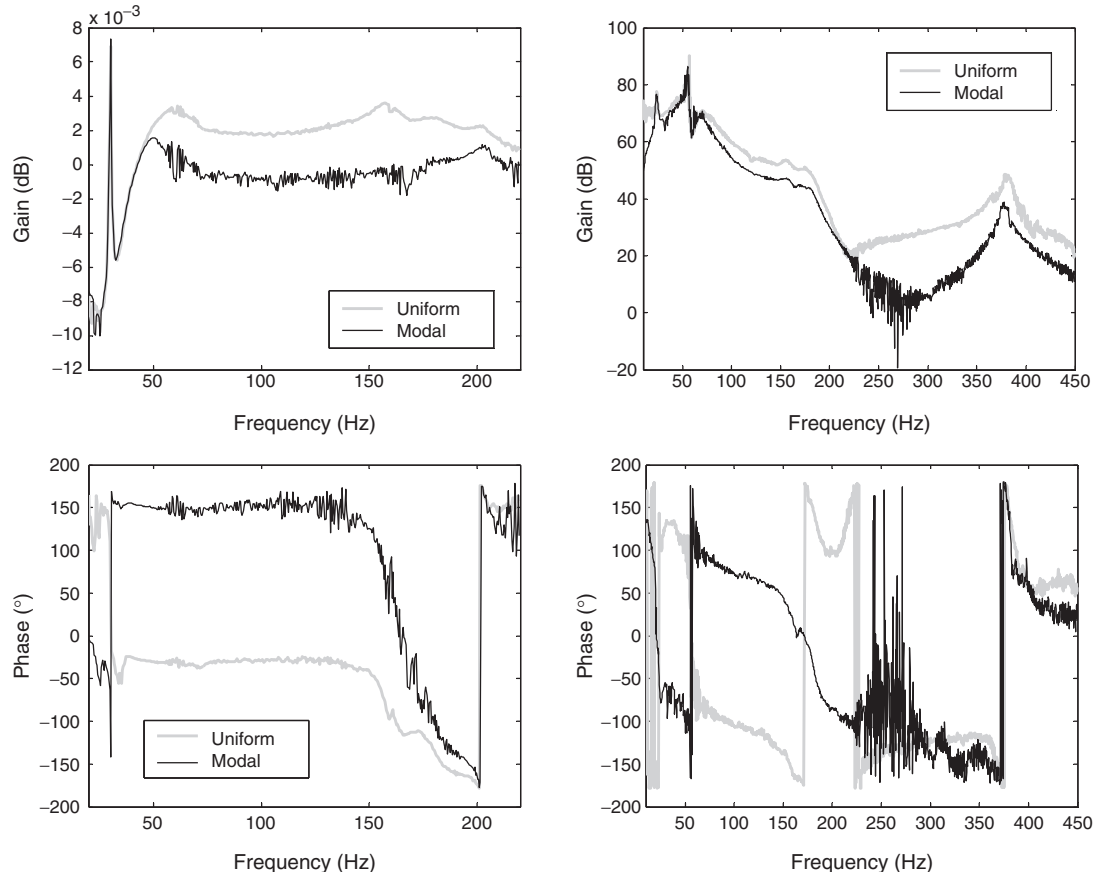 x 10−3
8
6
4
2
0
−2
−4
−6
−8
−10
−12
Gain (dB)
Uniform
Modal
50 100 150 200
Frequency (Hz)
100
80
60
40
20
0
−20
Gain (dB)
Uniform
Modal
50 100 150 200 250 300 350 400 450
Frequency (Hz)
200
150
100
50
0
−50
−100
−150
−200
Phase (°)
Uniform
Modal
50 100 150 200
Frequency (Hz)
200
150
100
50
0
−50
−100
−150
−200
Phase (°)
50 100 150 200 250 300 350 400 450
Frequency (Hz)